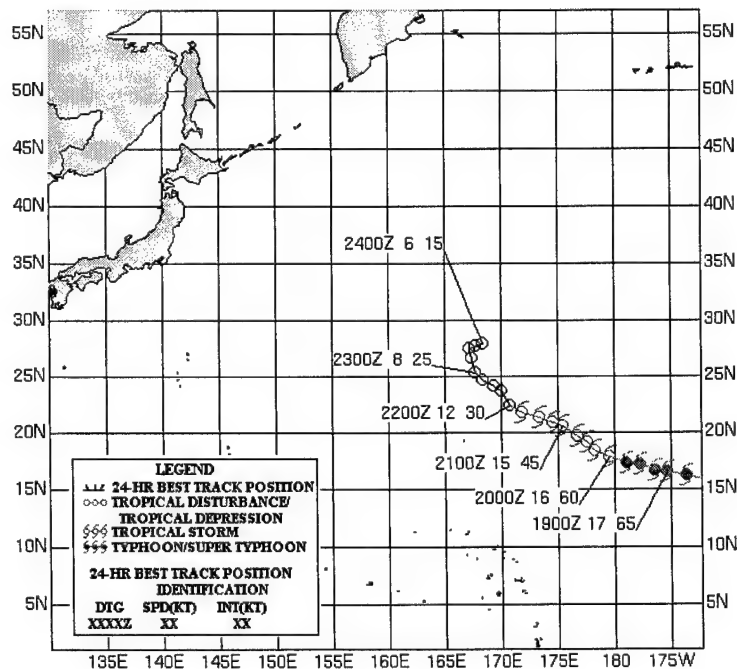 55N 55N
50N 50N
45N 45N
40N 40N
2400Z 6 15
35N 35N
30N 30N
2300Z 8 25
25N 25N
2200Z 12 30
20N 20N
2100Z 15 45
2000Z 16 60
1900Z 17 65
15N 15N
10N 10N
5N 5N
LEGEND
24-HR BEST TRACK POSITION
TROPICAL DISTURBANCE/
TROPICAL DEPRESSION
TROPICAL STORM
TYPHOON/SUPER TYPHOON
24-HR BEST TRACK POSITION
IDENTIFICATION
DTG SPD(KT) INT(KT)
XXXXZ XX XX
135E 140E 145E 150E 155E 160E 165E 170E 175E 180 175W